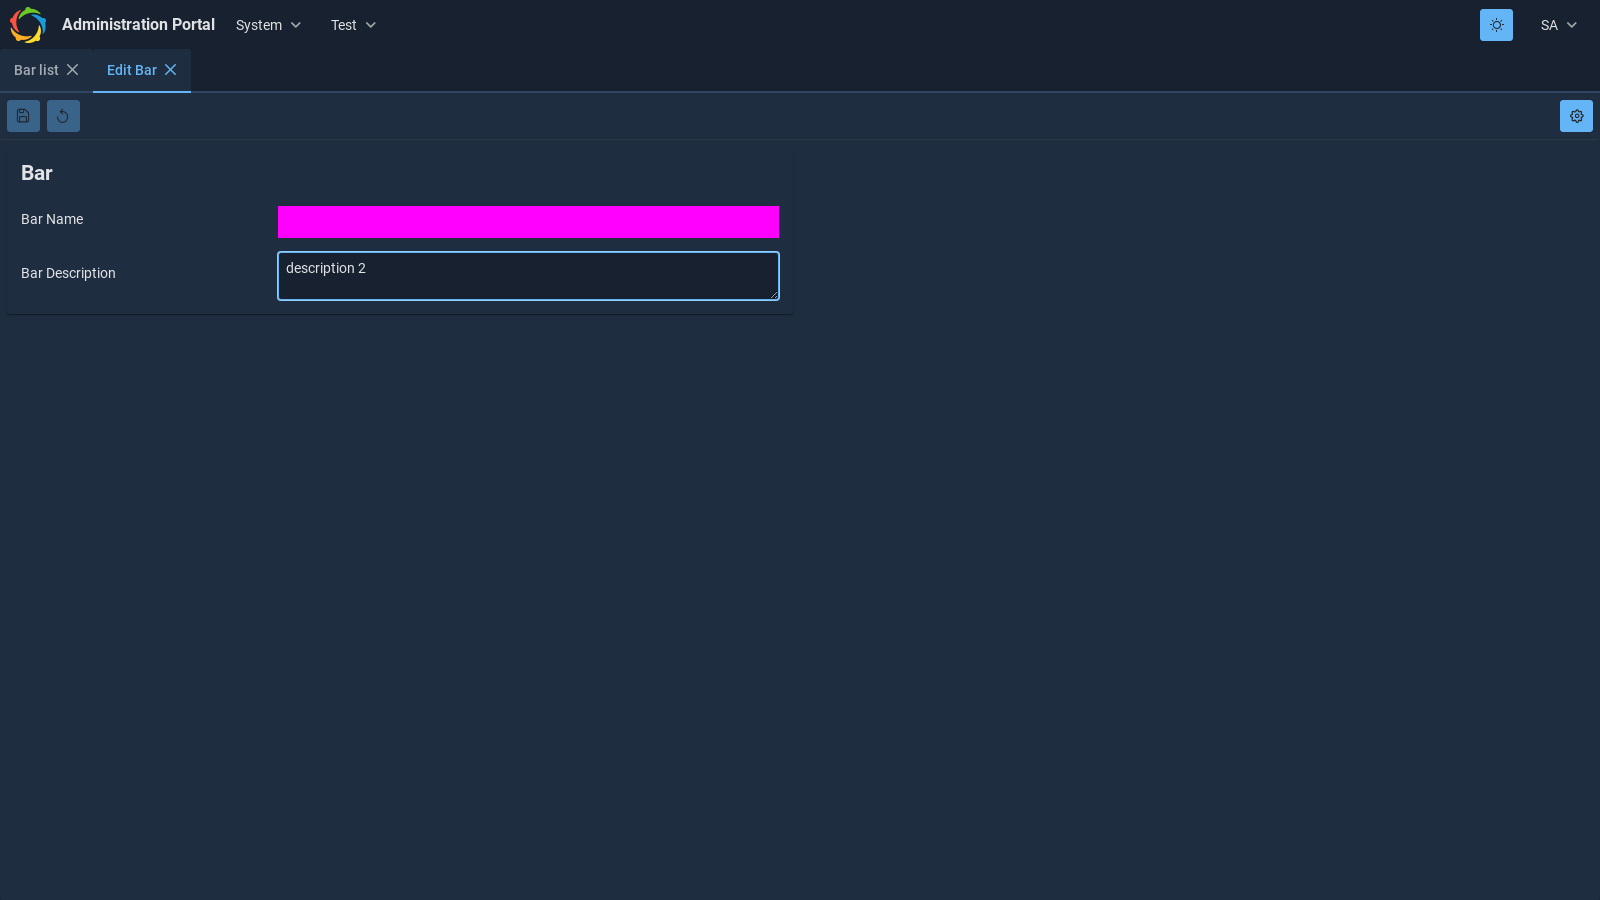 Administration Portal System Test SA
Bar list Edit Bar
Bar
Bar Name
Bar Description description 2